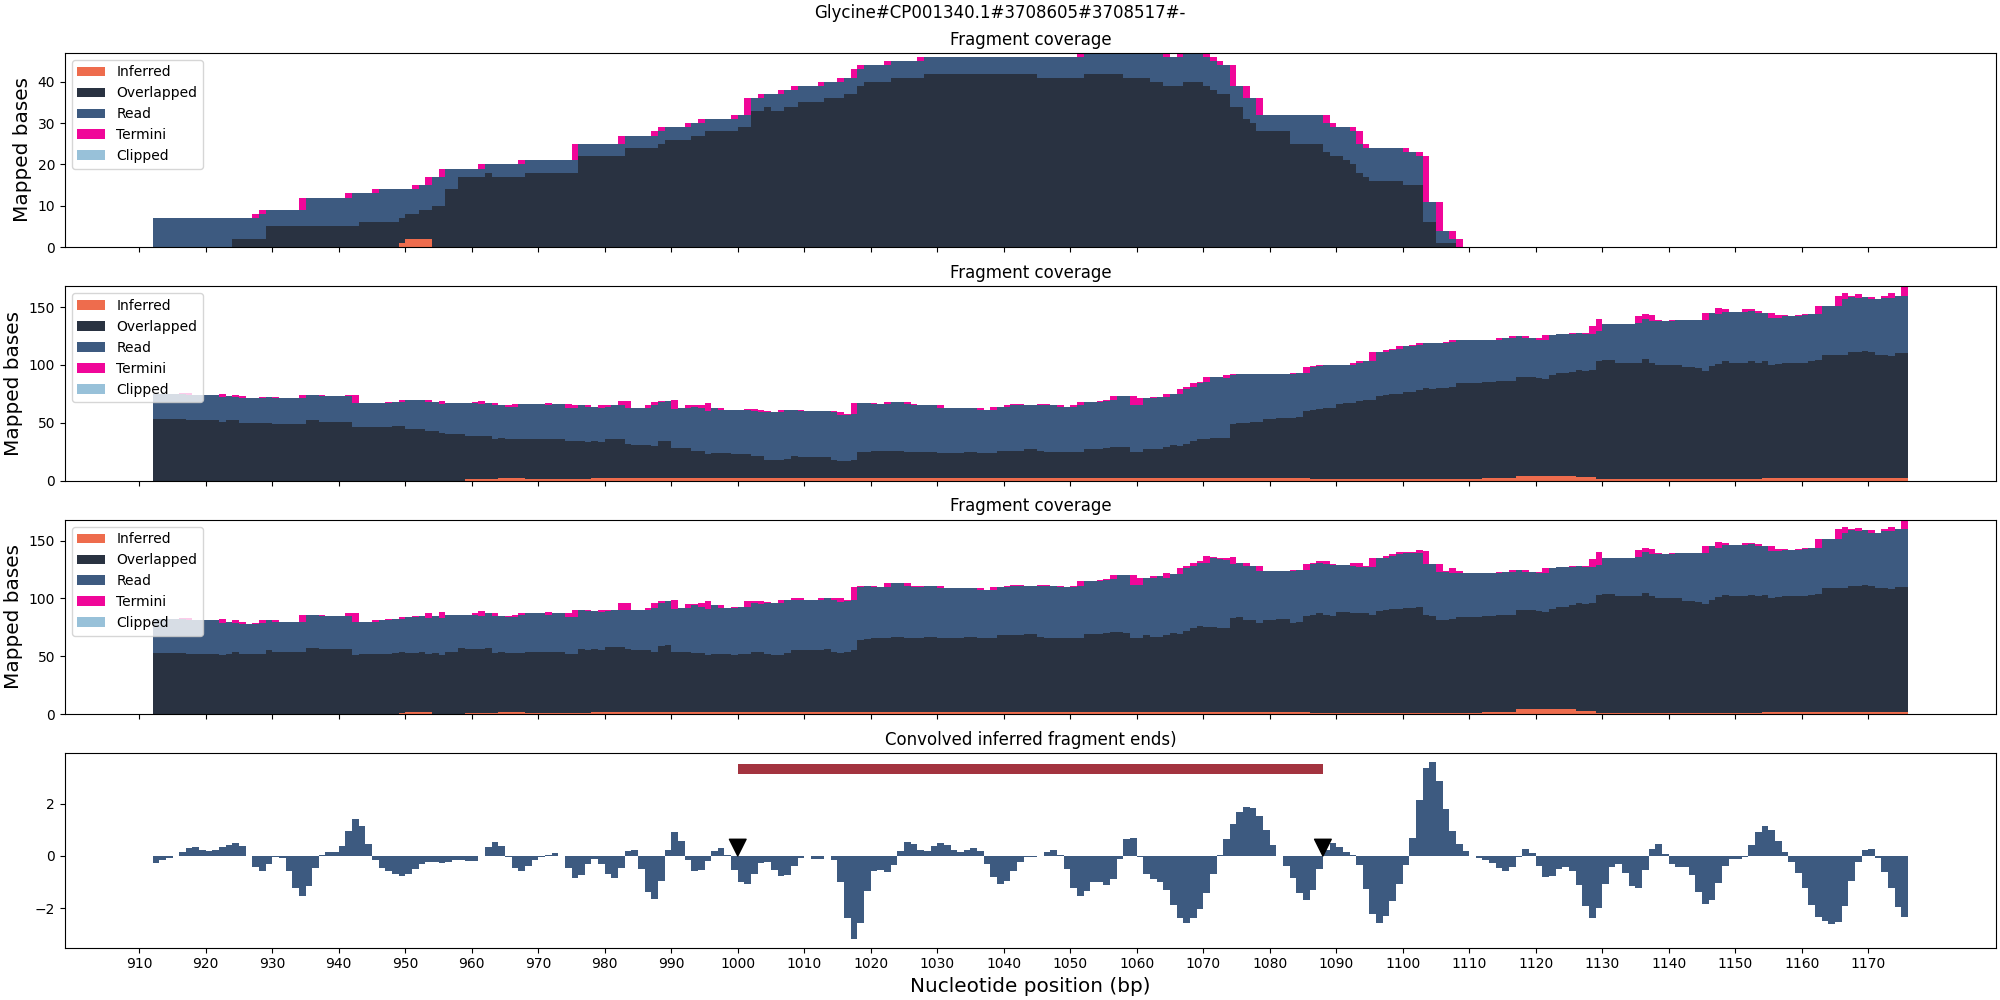 Glycine#CP001340.1#3708605#3708517#-
Fragment coverage
Mapped bases
40
30
20
10
0
Inferred
Overlapped
Read
Termini
Clipped
Fragment coverage
Mapped bases
150
100
50
0
Inferred
Overlapped
Read
Termini
Clipped
Fragment coverage
Mapped bases
150
100
50
0
Inferred
Overlapped
Read
Termini
Clipped
Convolved inferred fragment ends)
2
0
−2
910 920 930 940 950 960 970 980 990 1000 1010 1020 1030 1040 1050 1060 1070 1080 1090 1100 1110 1120 1130 1140 1150 1160 1170
Nucleotide position (bp)